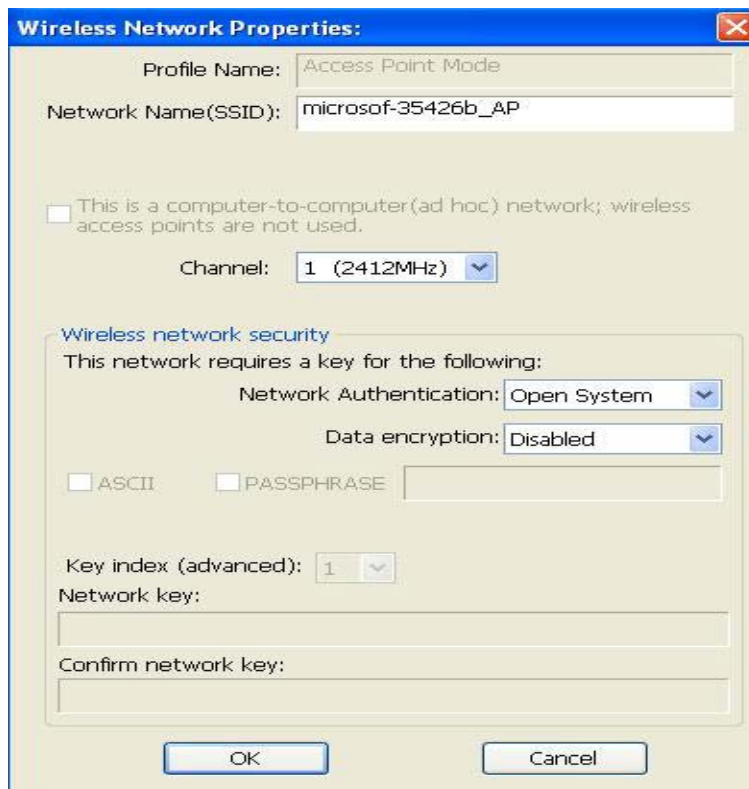 Wireless Network Properties:
Profile Name: Access Point Mode
Network Name(SSID): microsof-35426b_AP
This is a computer-to-computer(ad hoc) network; wireless
access points are not used.
Channel: 1 (2412MHz)
Wireless network security
This network requires a key for the following:
Network Authentication: Open System
Data encryption: Disabled
ASCII PASSPHRASE
Key index (advanced): 1
Network key:
Confirm network key:
OK Cancel